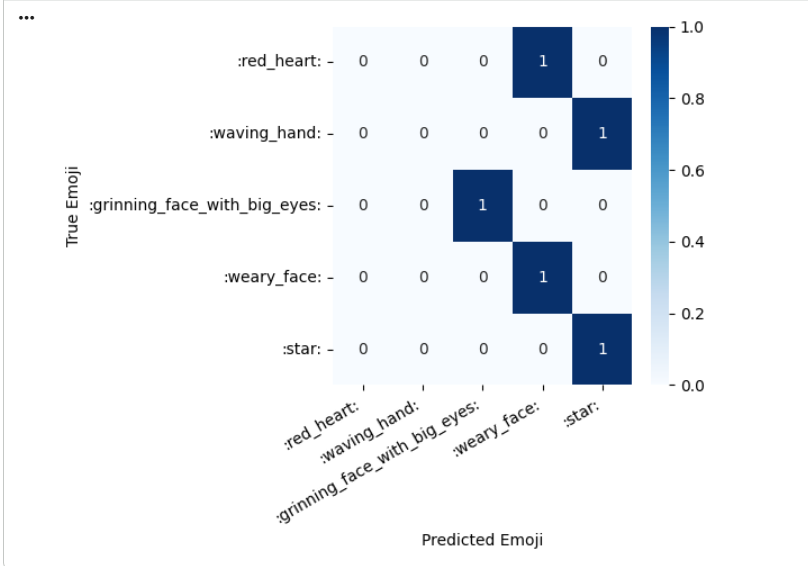 ...
:red_heart: 0 0 0 1 0
:waving_hand: 0 0 0 0 1
:grinning_face_with_big_eyes: 0 0 1 0 0
:weary_face: 0 0 0 1 0
:star: 0 0 0 0 1
True Emoji
:red_heart:
:waving_hand:
:grinning_face_with_big_eyes:
:weary_face:
:star:
Predicted Emoji
1.0
0.8
0.6
0.4
0.2
0.0